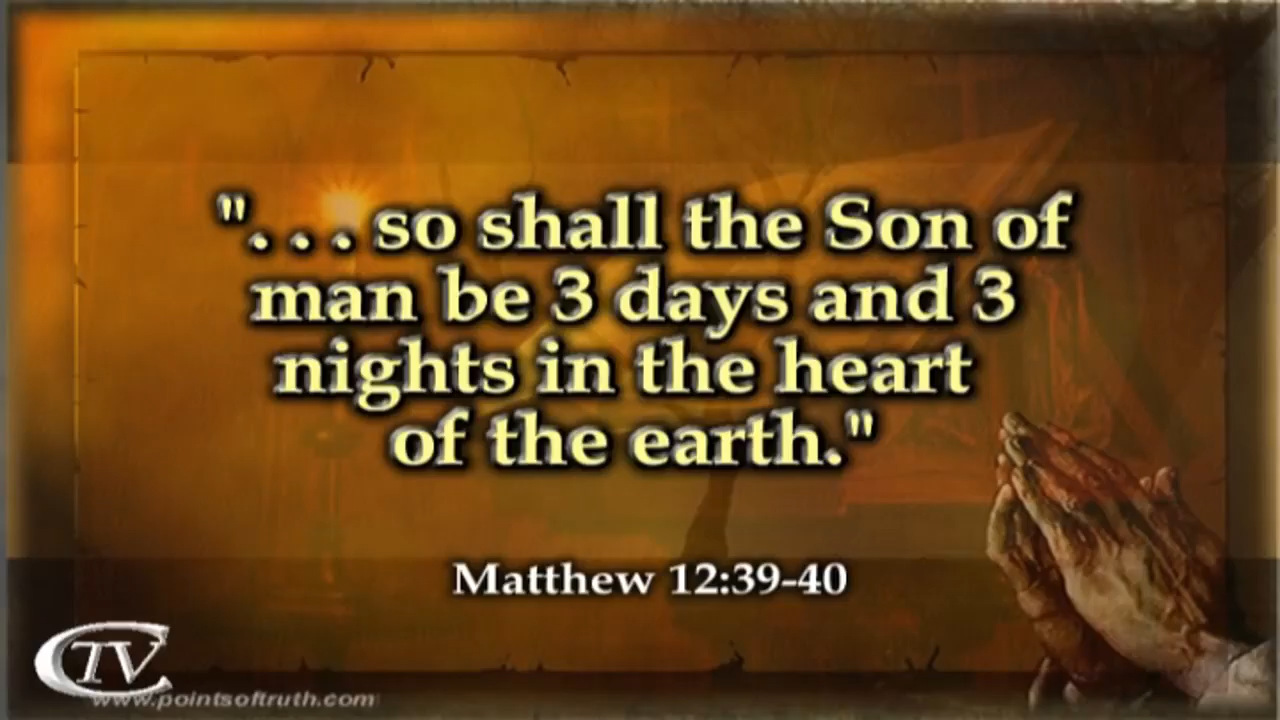 ". . . so shall the Son of
man be 3 days and 3
nights in the heart
of the earth."
Matthew 12:39-40
CTV
www.pointsoftruth.com